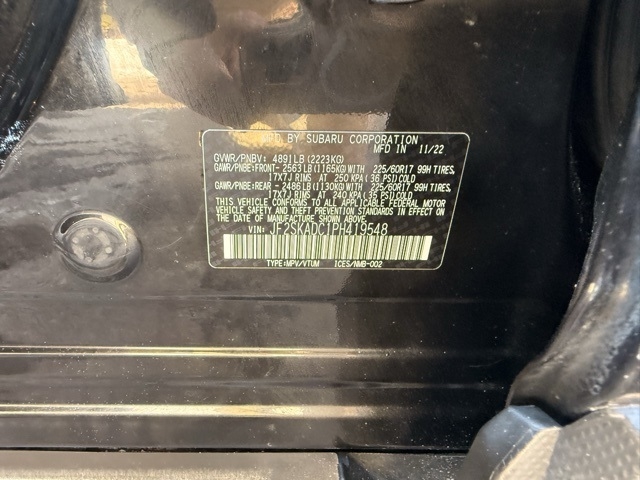 BY SUBARU CORPORATION
MFD IN 11/22
GVWR/PNBV: 4891LB(2223KG)
GAWR/PNBE:FRONT- 2563LB(1165KG)WITH 225/60R17 99H TIRES,
17X7J RIMS AT 250 KPA(36 PSI)COLD
GAWR/PNBE:REAR - 2486LB(1130KG)WITH 225/60R17 99H TIRES,
17X7J RIMS AT 240 KPA(35 PSI)COLD
THIS VEHICLE CONFORMS TO ALL APPLICABLE FEDERAL MOTOR
VEHICLE SAFETY, BUMPER, AND THEFT PREVENTION STANDARDS
IN EFFECT ON THE DATE OF MANUFACTURE SHOWN ABOVE.
VIN: JF2SKADC1PH419548
TYPE:MPV/VTUM ICES/NMB-002